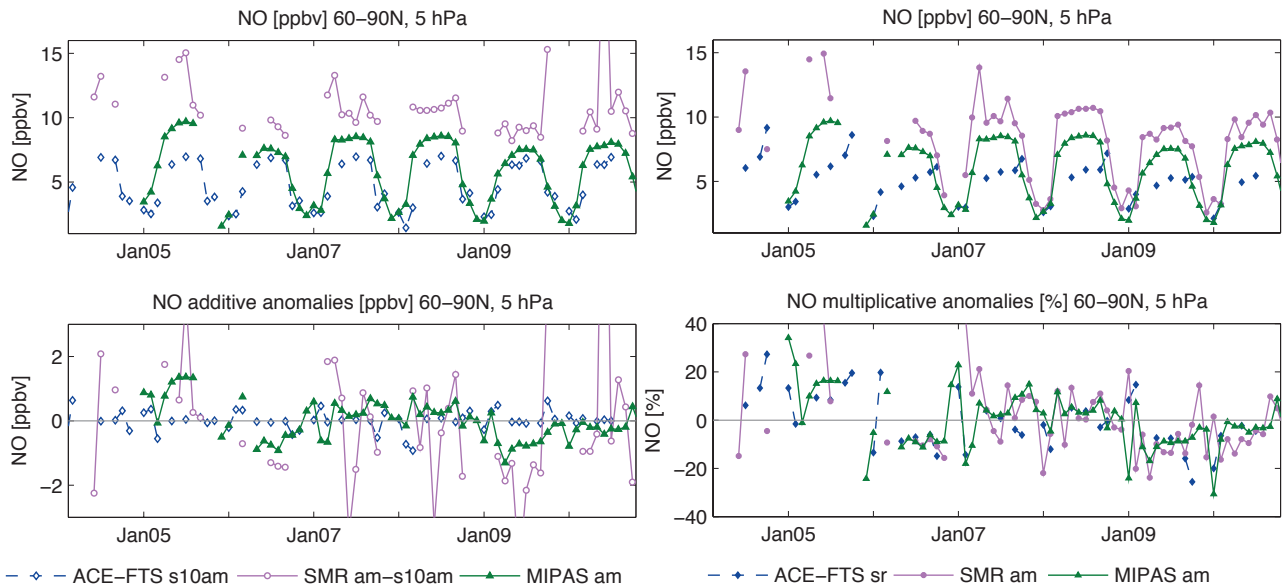 NO [ppbv] 60−90N, 5 hPa
15
10
5
NO [ppbv]
Jan05 Jan07 Jan09
NO [ppbv] 60−90N, 5 hPa
15
10
5
NO [ppbv]
Jan05 Jan07 Jan09
NO additive anomalies [ppbv] 60−90N, 5 hPa
2
0
−2
NO [ppbv]
Jan05 Jan07 Jan09
ACE−FTS s10am SMR am−s10am MIPAS am
NO multiplicative anomalies [%] 60−90N, 5 hPa
40
20
0
−20
−40
NO [%]
Jan05 Jan07 Jan09
ACE−FTS sr SMR am MIPAS am